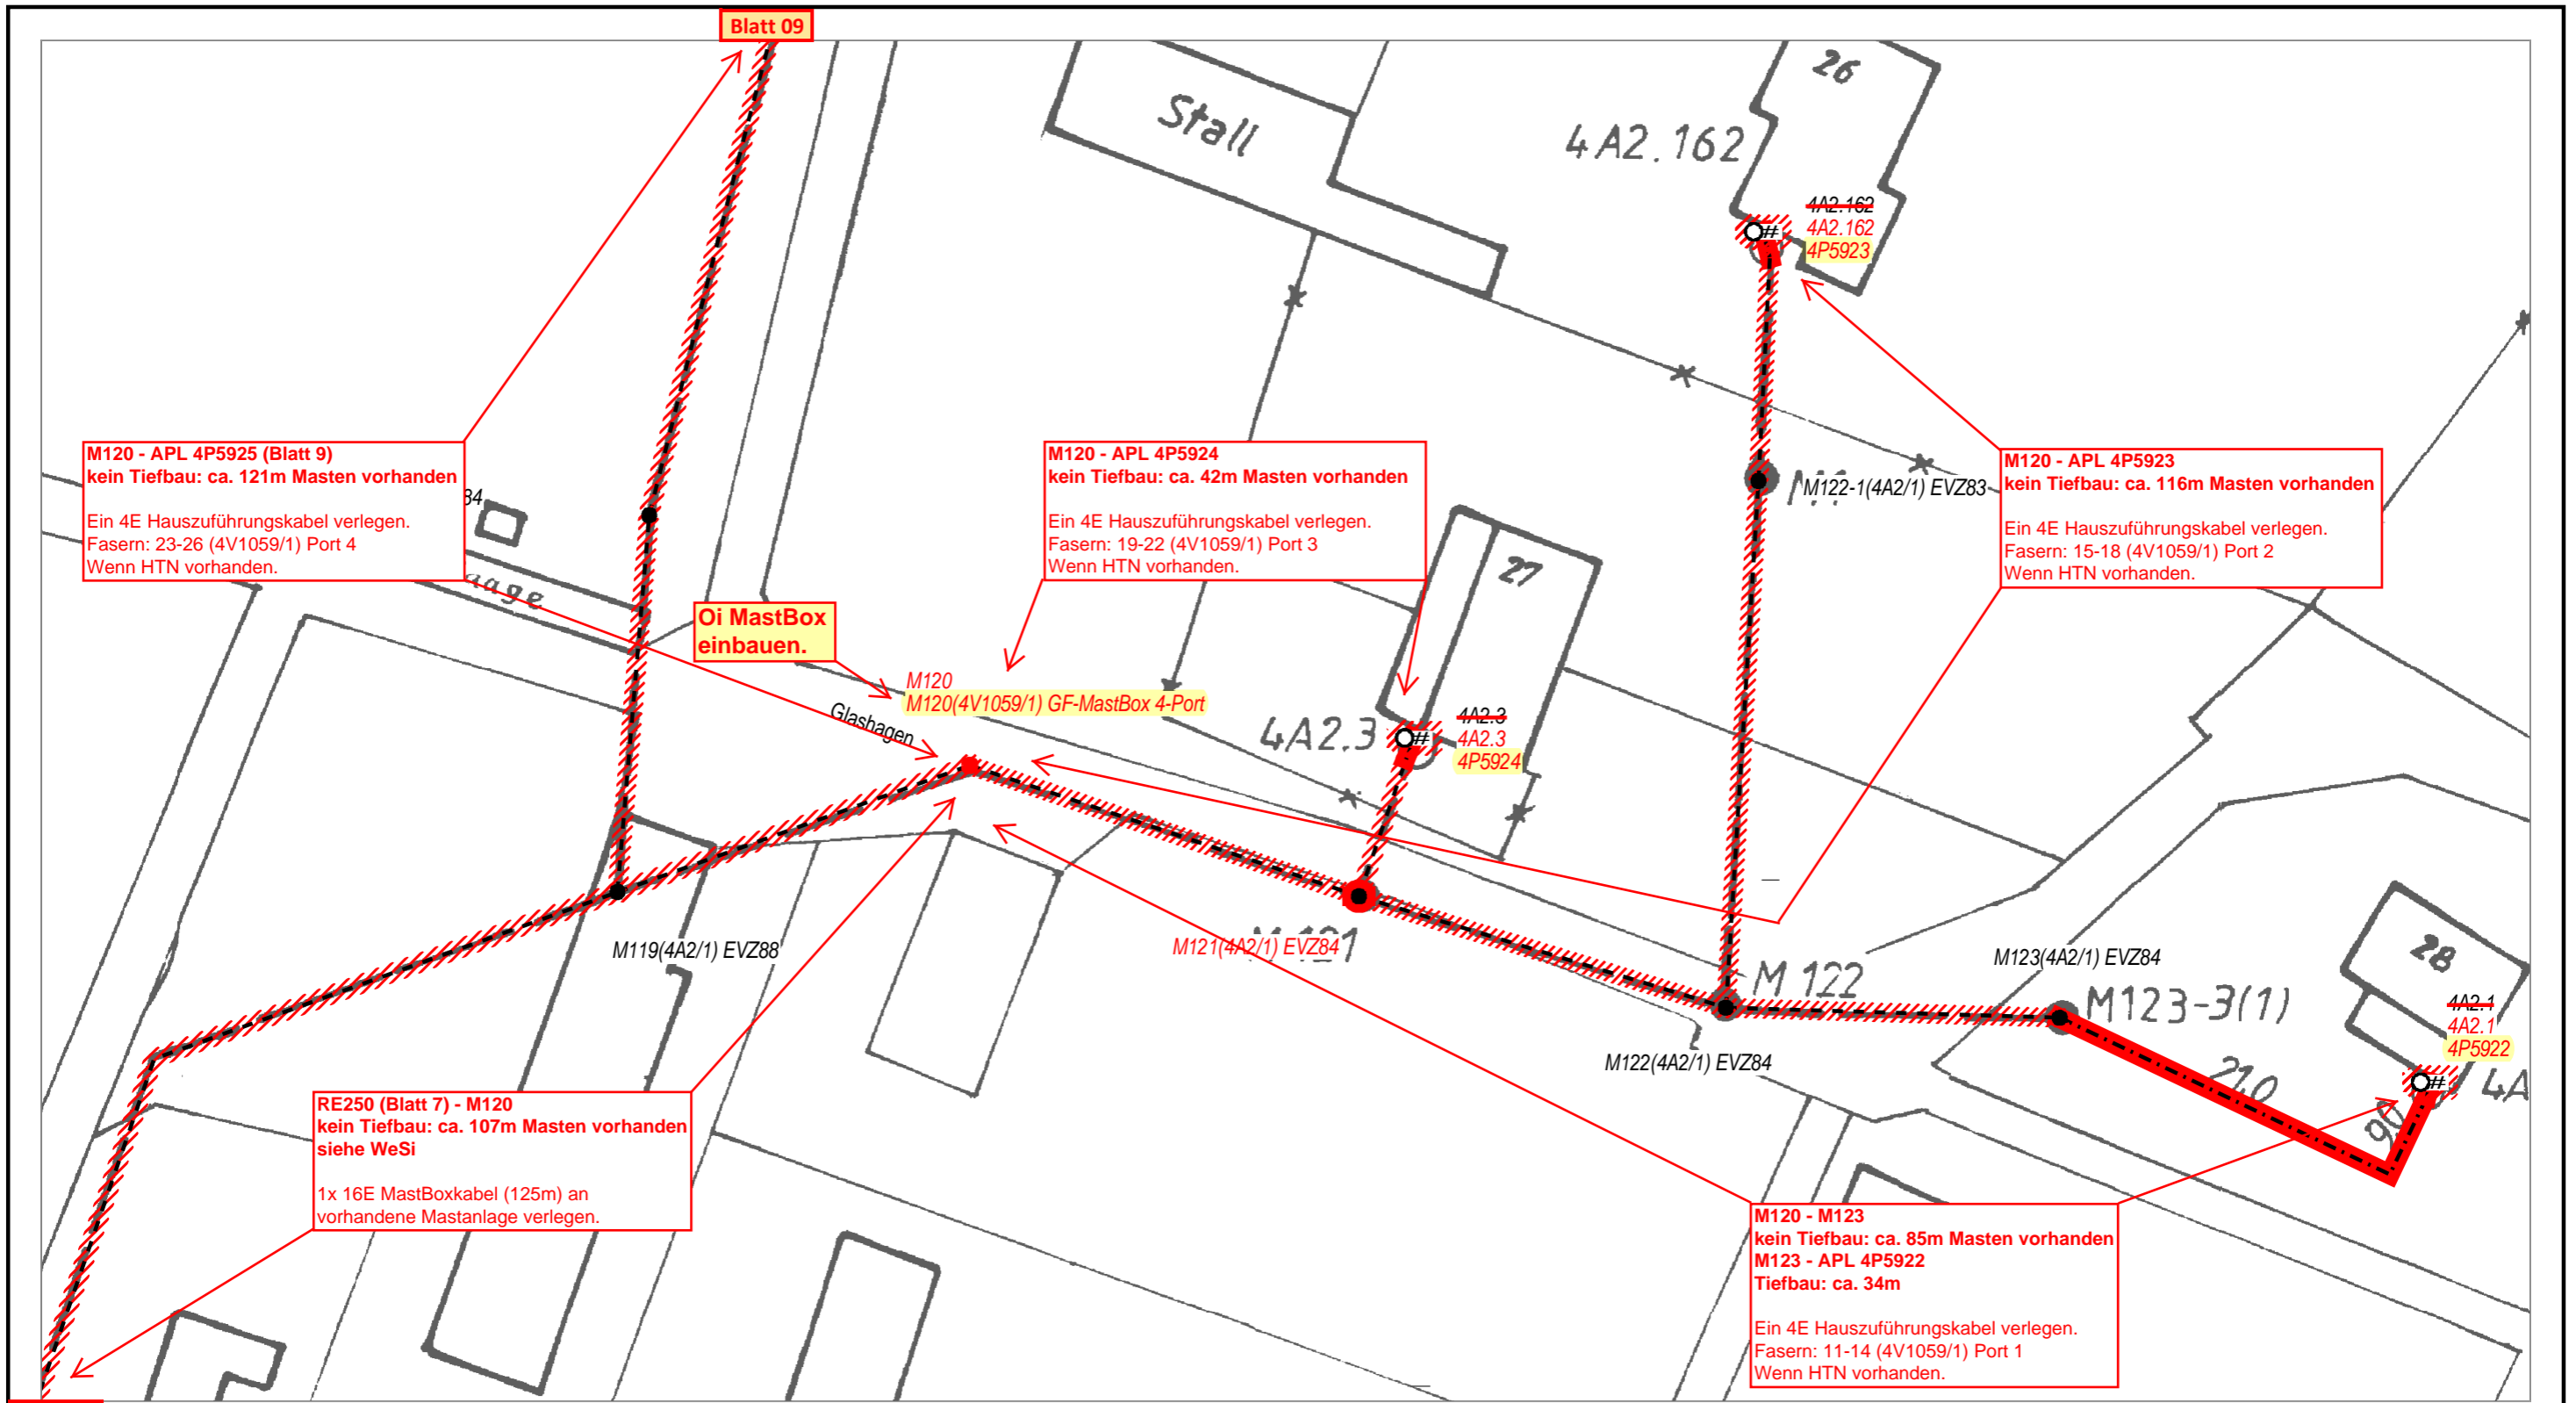 Blatt 09
26
Stall
4A2.162
4A2.162
4A2.162
4P5923
M120 - APL 4P5925 (Blatt 9)
kein Tiefbau: ca. 121m Masten vorhanden
Ein 4E Hauszuführungskabel verlegen.
Fasern: 23-26 (4V1059/1) Port 4
Wenn HTN vorhanden.
84
M120 - APL 4P5924
kein Tiefbau: ca. 42m Masten vorhanden
Ein 4E Hauszuführungskabel verlegen.
Fasern: 19-22 (4V1059/1) Port 3
Wenn HTN vorhanden.
M120 - APL 4P5923
kein Tiefbau: ca. 116m Masten vorhanden
Ein 4E Hauszuführungskabel verlegen.
Fasern: 15-18 (4V1059/1) Port 2
Wenn HTN vorhanden.
M122-1(4A2/1) EVZ83
27
Oi MastBox
einbauen.
M120
M120(4V1059/1) GF-MastBox 4-Port
Glashagen
4A2.3
4A2.3
4A2.3
4P5924
M119(4A2/1) EVZ88
M121(4A2/1) EVZ84
M 122
M123(4A2/1) EVZ84
M123-3(1)
28
4A2.1
4A2.1
4P5922
M122(4A2/1) EVZ84
210
90
4A
RE250 (Blatt 7) - M120
kein Tiefbau: ca. 107m Masten vorhanden
siehe WeSi
1x 16E MastBoxkabel (125m) an
vorhandene Mastanlage verlegen.
M120 - M123
kein Tiefbau: ca. 85m Masten vorhanden
M123 - APL 4P5922
Tiefbau: ca. 34m
Ein 4E Hauszuführungskabel verlegen.
Fasern: 11-14 (4V1059/1) Port 1
Wenn HTN vorhanden.